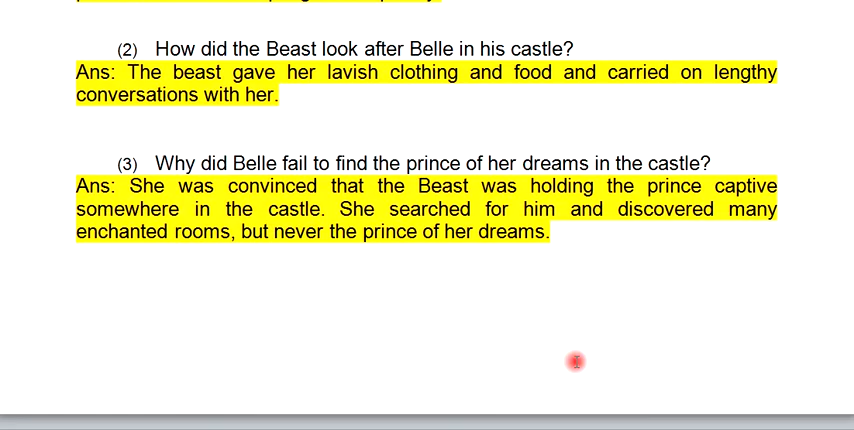 (2) How did the Beast look after Belle in his castle?
Ans: The beast gave her lavish clothing and food and carried on lengthy
conversations with her.
(3) Why did Belle fail to find the prince of her dreams in the castle?
Ans: She was convinced that the Beast was holding the prince captive
somewhere in the castle. She searched for him and discovered many
enchanted rooms, but never the prince of her dreams.